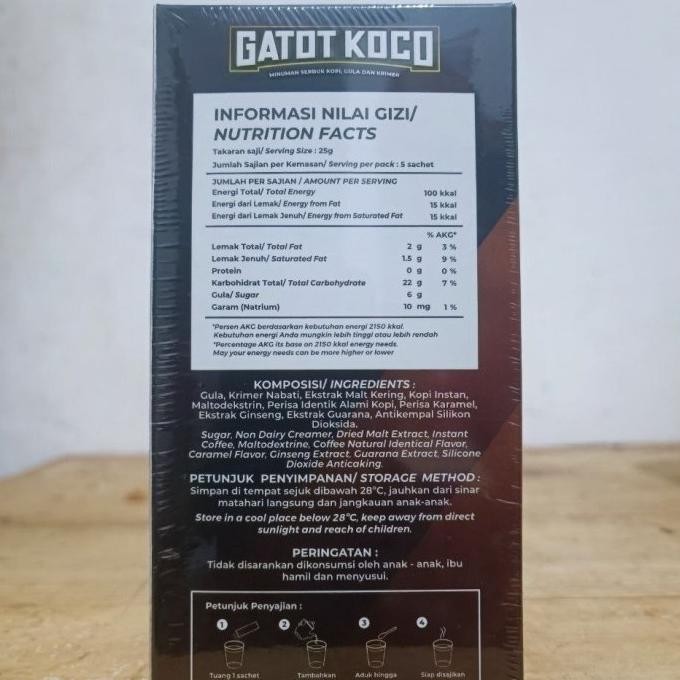 GATOT KOCO
MINUMAN SERBUK KOPI, GULA DAN KRIMER
INFORMASI NILAI GIZI/
NUTRITION FACTS
Takaran saji/ Serving Size : 25g
Jumlah Sajian per Kemasan/ Serving per pack : 5 sachet
JUMLAH PER SAJIAN / AMOUNT PER SERVING
Energi Total/ Total Energy 100 kkal
Energi dari Lemak/ Energy from Fat 15 kkal
Energi dari Lemak Jenuh/ Energy from Saturated Fat 15 kkal
% AKG*
Lemak Total/ Total Fat 2 g 3 %
Lemak Jenuh/ Saturated Fat 1.5 g 9 %
Protein 0 g 0 %
Karbohidrat Total/ Total Carbohydrate 22 g 7 %
Gula/ Sugar 6 g
Garam (Natrium) 10 mg 1 %
*Persen AKG berdasarkan kebutuhan energi 2150 kkal.
Kebutuhan energi Anda mungkin lebih tinggi atau lebih rendah
*Percentage AKG its base on 2150 kkal energy needs.
May your energy needs can be more higher or lower
KOMPOSISI/ INGREDIENTS :
Gula, Krimer Nabati, Ekstrak Malt Kering, Kopi Instan,
Maltodekstrin, Perisa Identik Alami Kopi, Perisa Karamel,
Ekstrak Ginseng, Ekstrak Guarana, Antikempal Silikon
Dioksida.
Sugar, Non Dairy Creamer, Dried Malt Extract, Instant
Coffee, Maltodextrine, Coffee Natural Identical Flavor,
Caramel Flavor, Ginseng Extract, Guarana Extract, Silicone
Dioxide Anticaking.
PETUNJUK PENYIMPANAN/ STORAGE METHOD :
Simpan di tempat sejuk dibawah 28°C, jauhkan dari sinar
matahari langsung dan jangkauan anak-anak.
Store in a cool place below 28°C, keep away from direct
sunlight and reach of children.
PERINGATAN :
Tidak disarankan dikonsumsi oleh anak - anak, ibu
hamil dan menyusui.
Petunjuk Penyajian :
1 2 3 4
Tuang 1 sachet Tambahkan Aduk hingga Siap disajikan